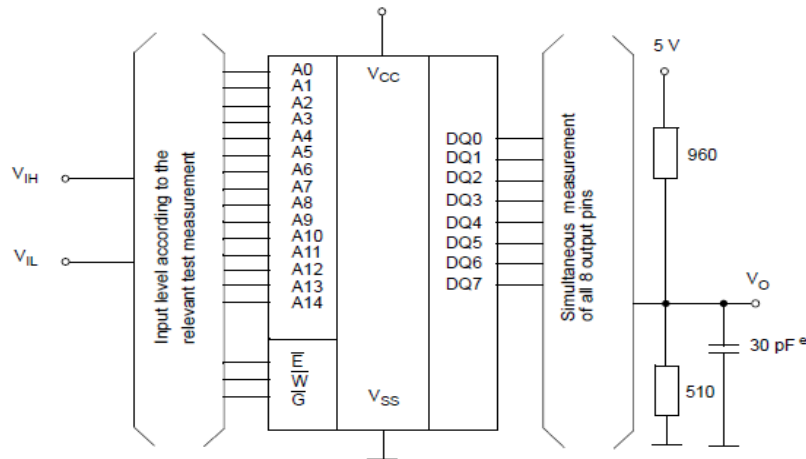 5 V
VCC
A0
A1
A2
A3
A4
A5
A6
A7
A8
A9
A10
A11
A12
A13
A14
E
W
G
VSS
DQ0
DQ1
DQ2
DQ3
DQ4
DQ5
DQ6
DQ7
VIH
VIL
Input level according to the
relevant test measurement
Simultaneous measurement
of all 8 output pins
960
VO
30 pF e
510